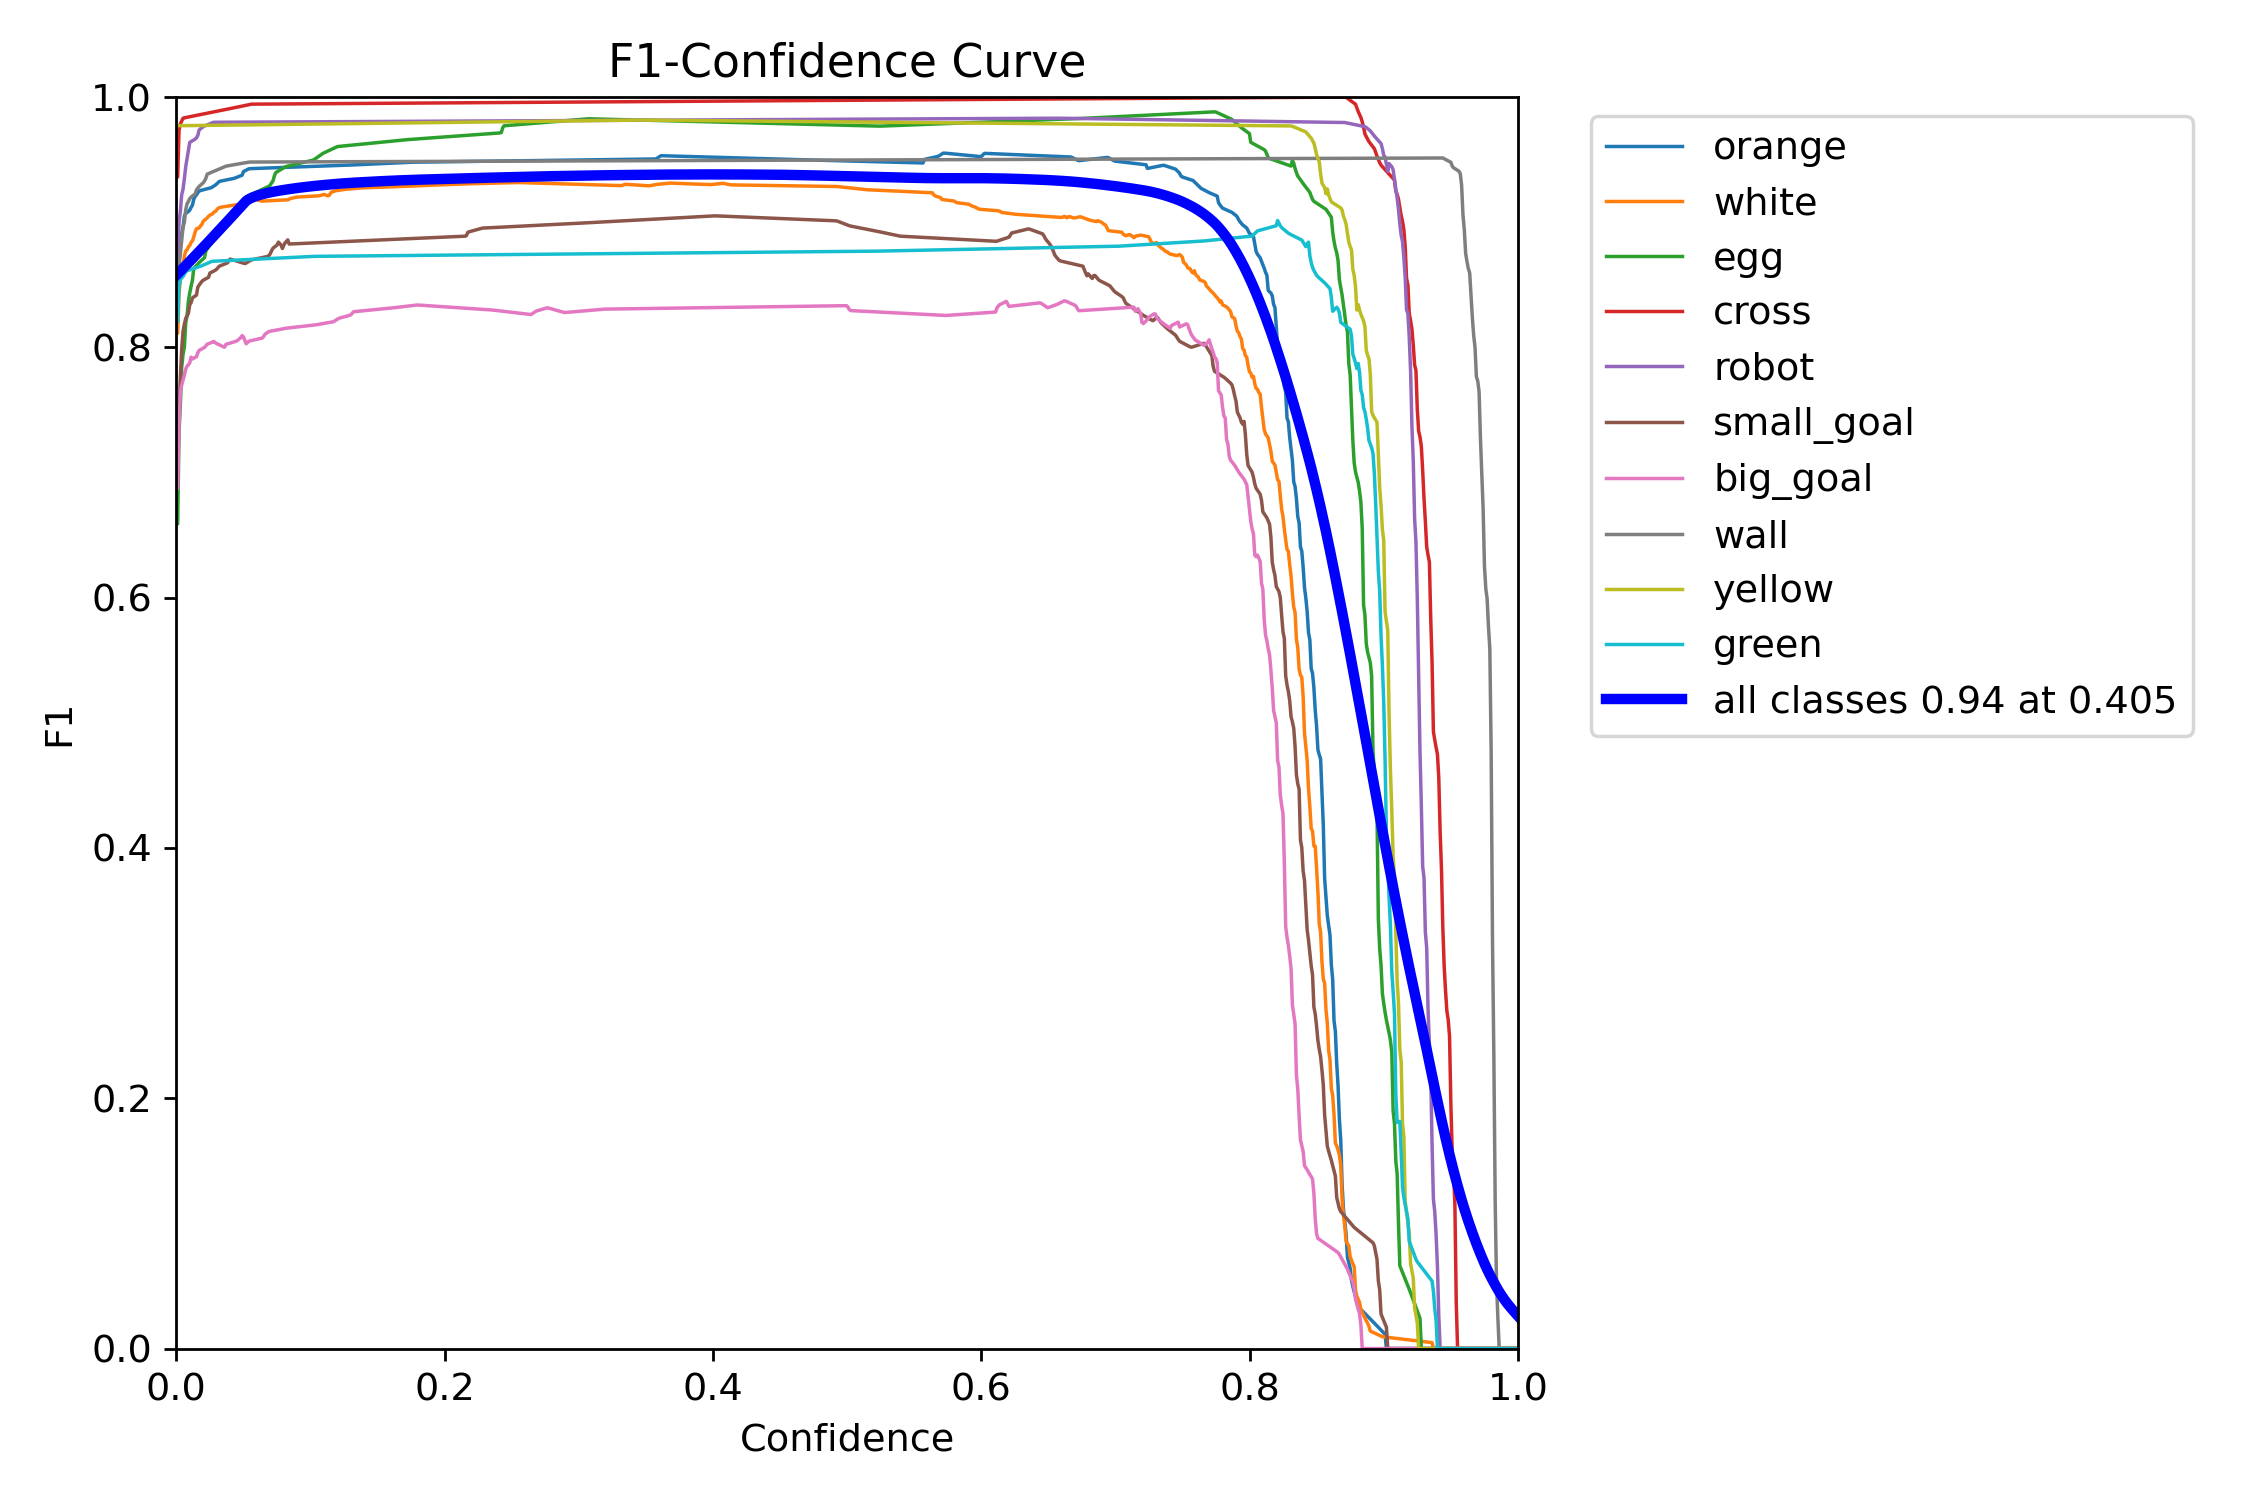 F1-Confidence Curve
1.0
0.8
0.6
0.4
0.2
0.0
F1
0.0 0.2 0.4 0.6 0.8 1.0
Confidence
orange
white
egg
cross
robot
small_goal
big_goal
wall
yellow
green
all classes 0.94 at 0.405